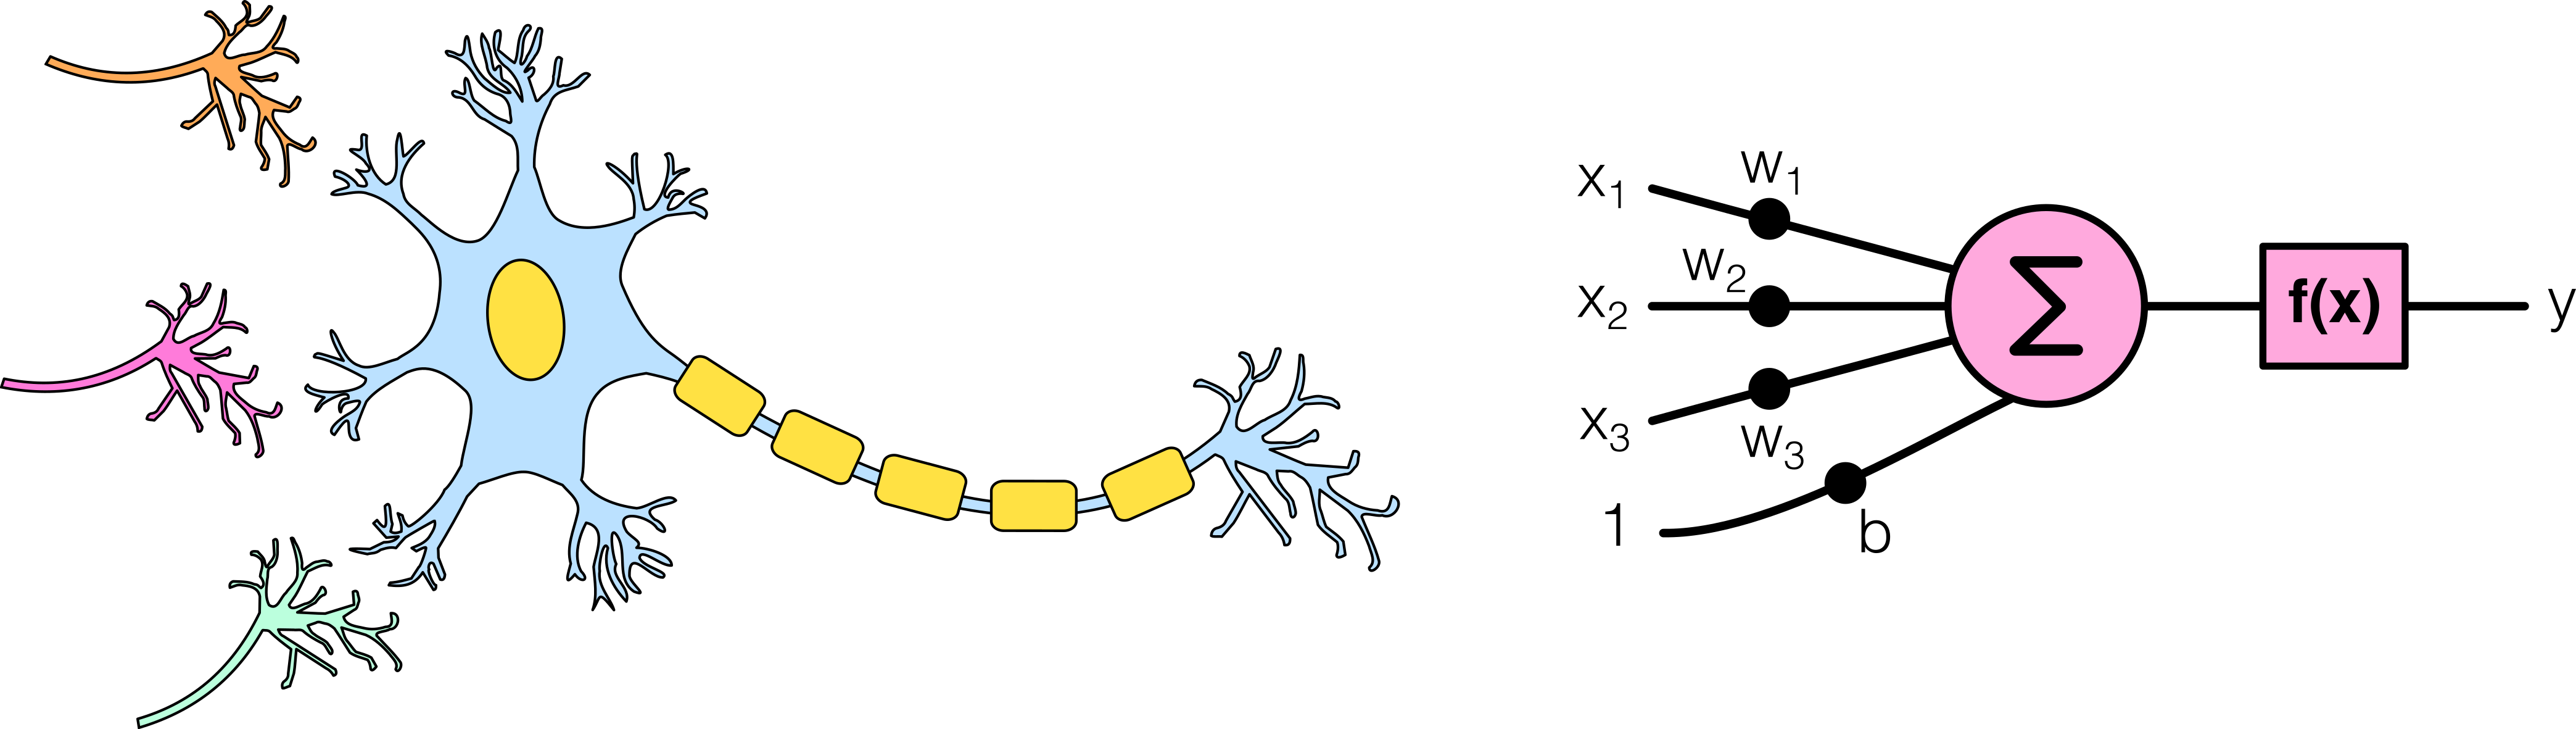 x₁ w₁
x₂ w₂
x₃ w₃
1 b
Σ
f(x)
y